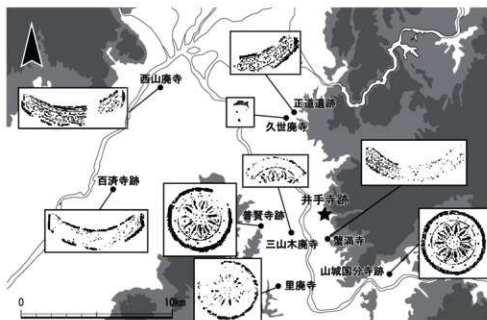 西山廃寺
正道遺跡
久世廃寺
百済寺跡
井手寺跡
普賢寺跡
三山木廃寺
蟹満寺
山城国分寺跡
里廃寺
0 10km